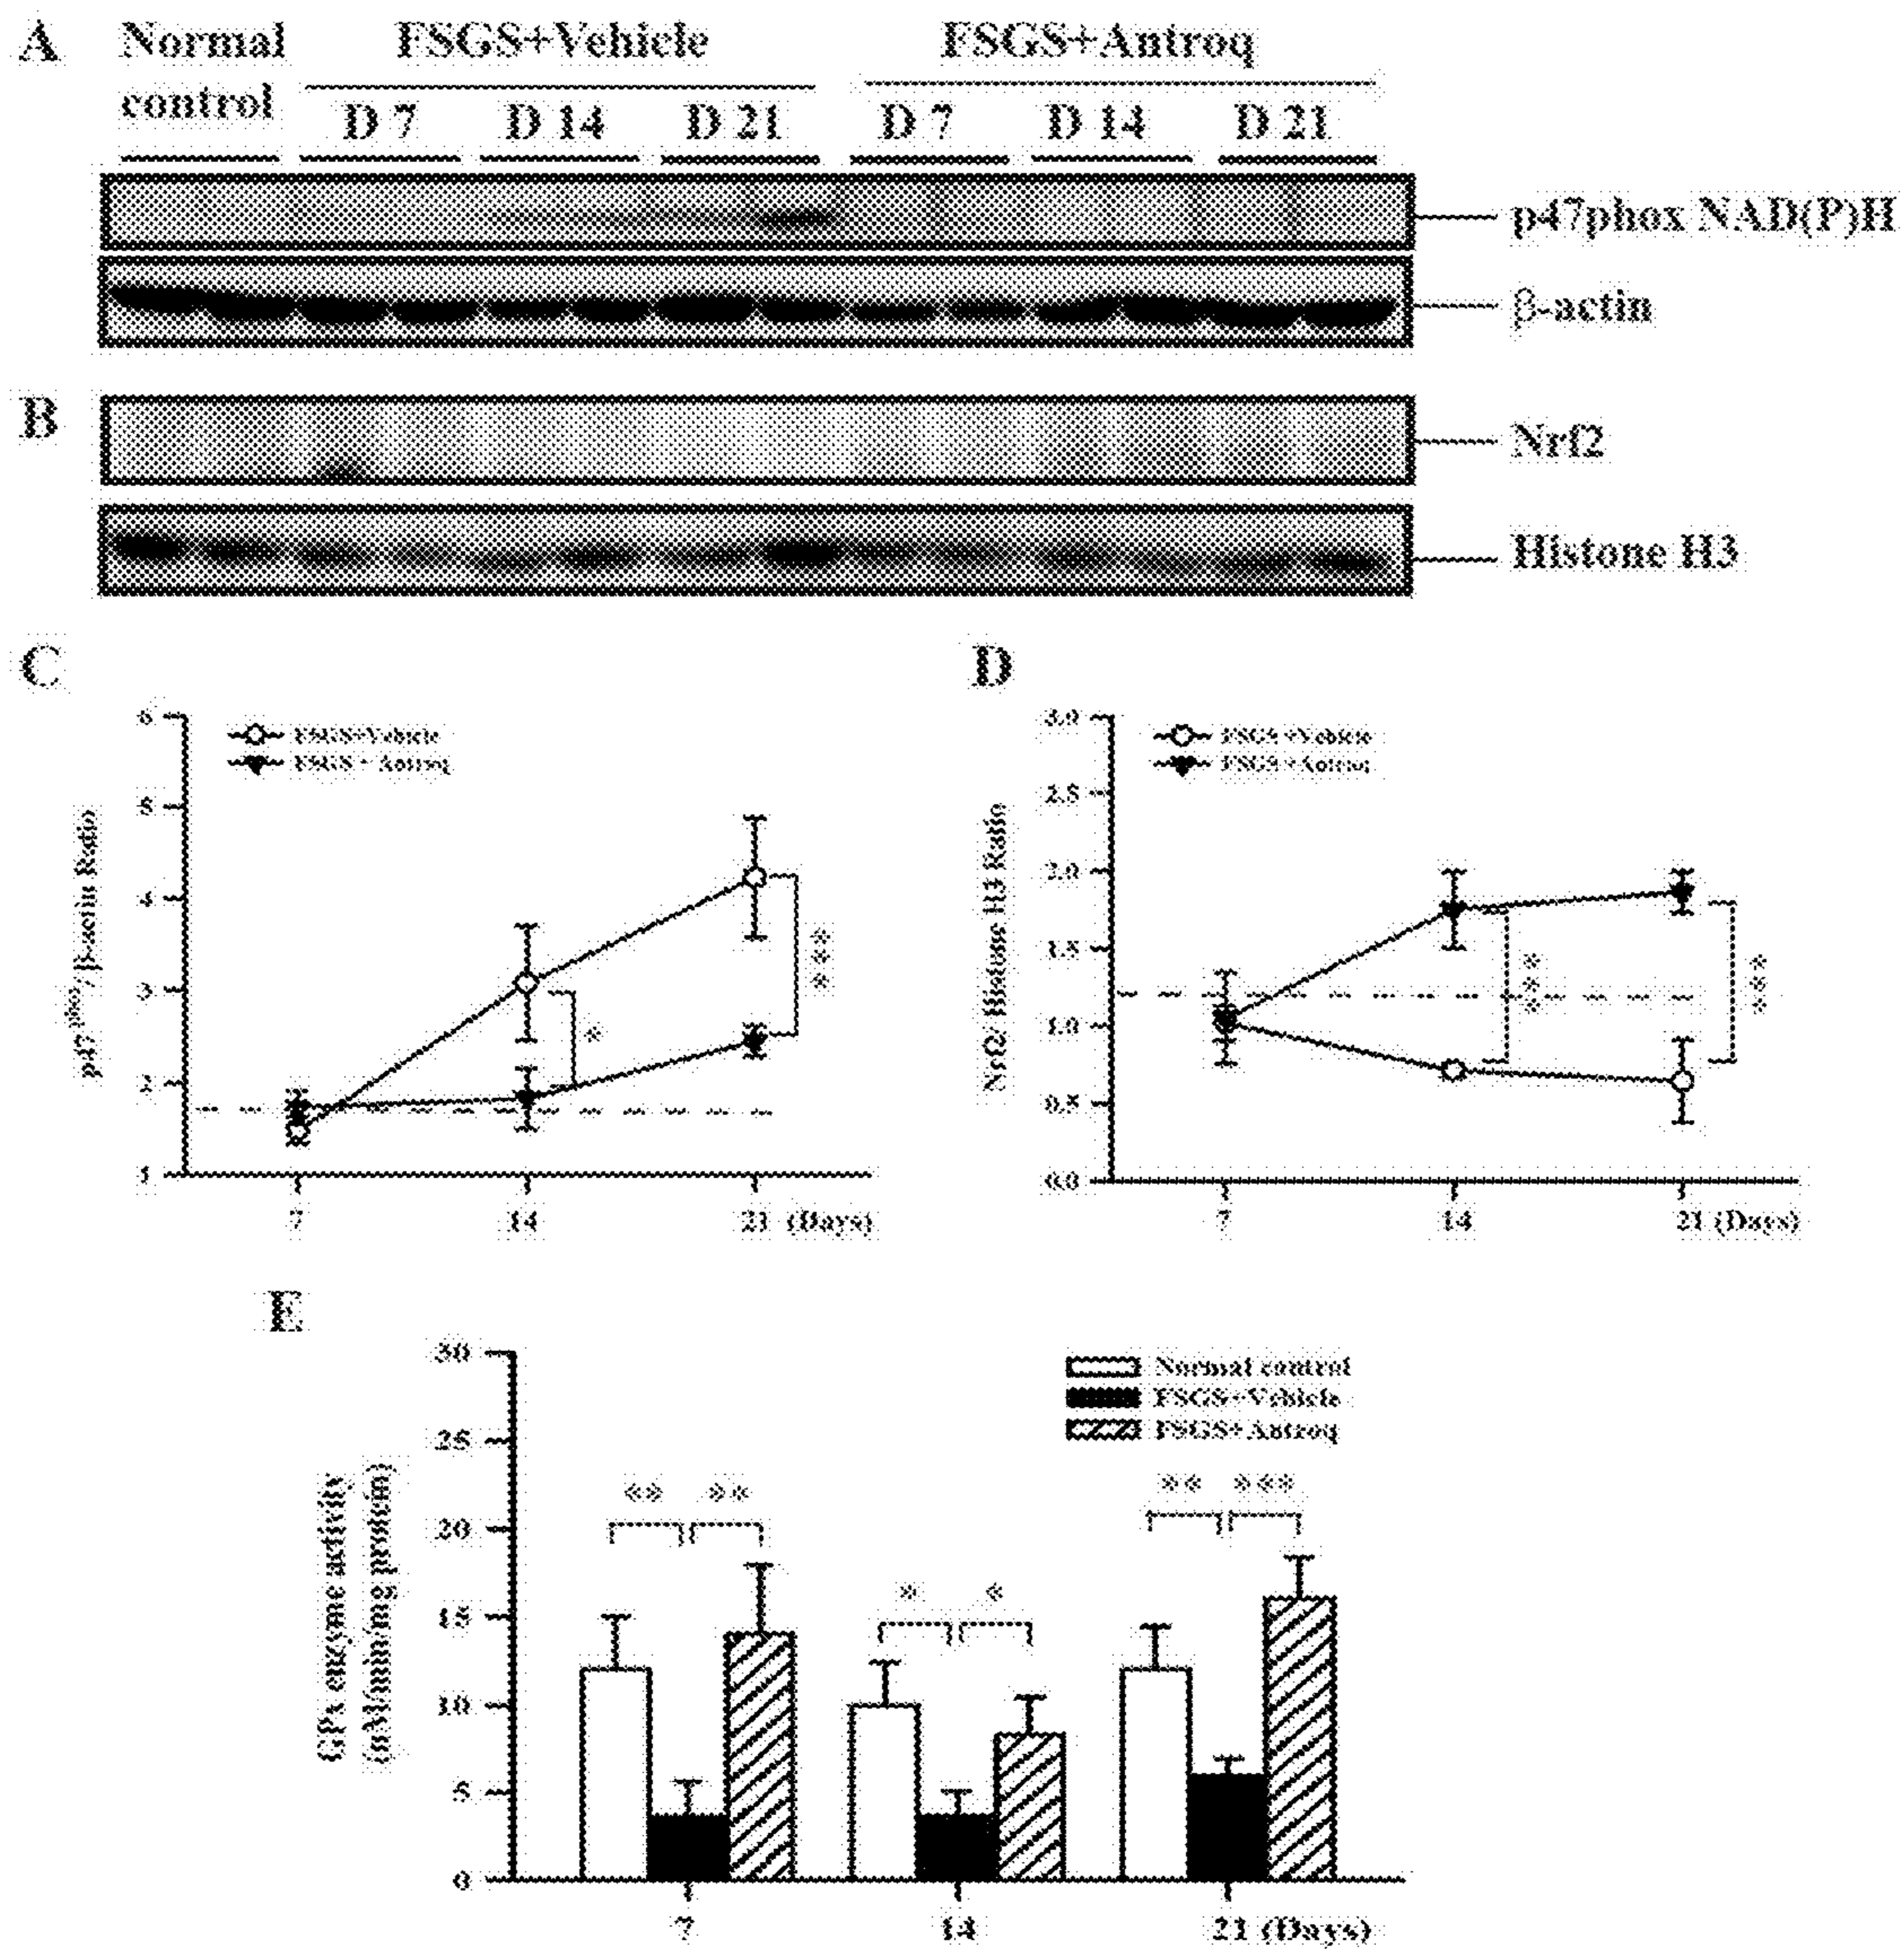 A
Normal control
FSGS+Vehicle
FSGS+Antroq
D 7
D 14
D 21
D 7
D 14
D 21
p47phox NAD(P)H
β-actin
B
Nrf2
Histone H3
C
FSGS+Vehicle
FSGS + Antroq
p47phox/β-actin Ratio
6
5
4
3
2
1
*
***
7
14
21 (Days)
D
FSGS +Vehicle
FSGS +Antroq
Nrf2/ Histone H3 Ratio
3.0
2.5
2.0
1.5
1.0
0.5
0.0
***
***
7
14
21 (Days)
E
Normal control
FSGS+Vehicle
FSGS+Antroq
GPx enzyme activity
(nM/min/mg protein)
30
25
20
15
10
5
0
** **
* *
** ***
7
14
21 (Days)